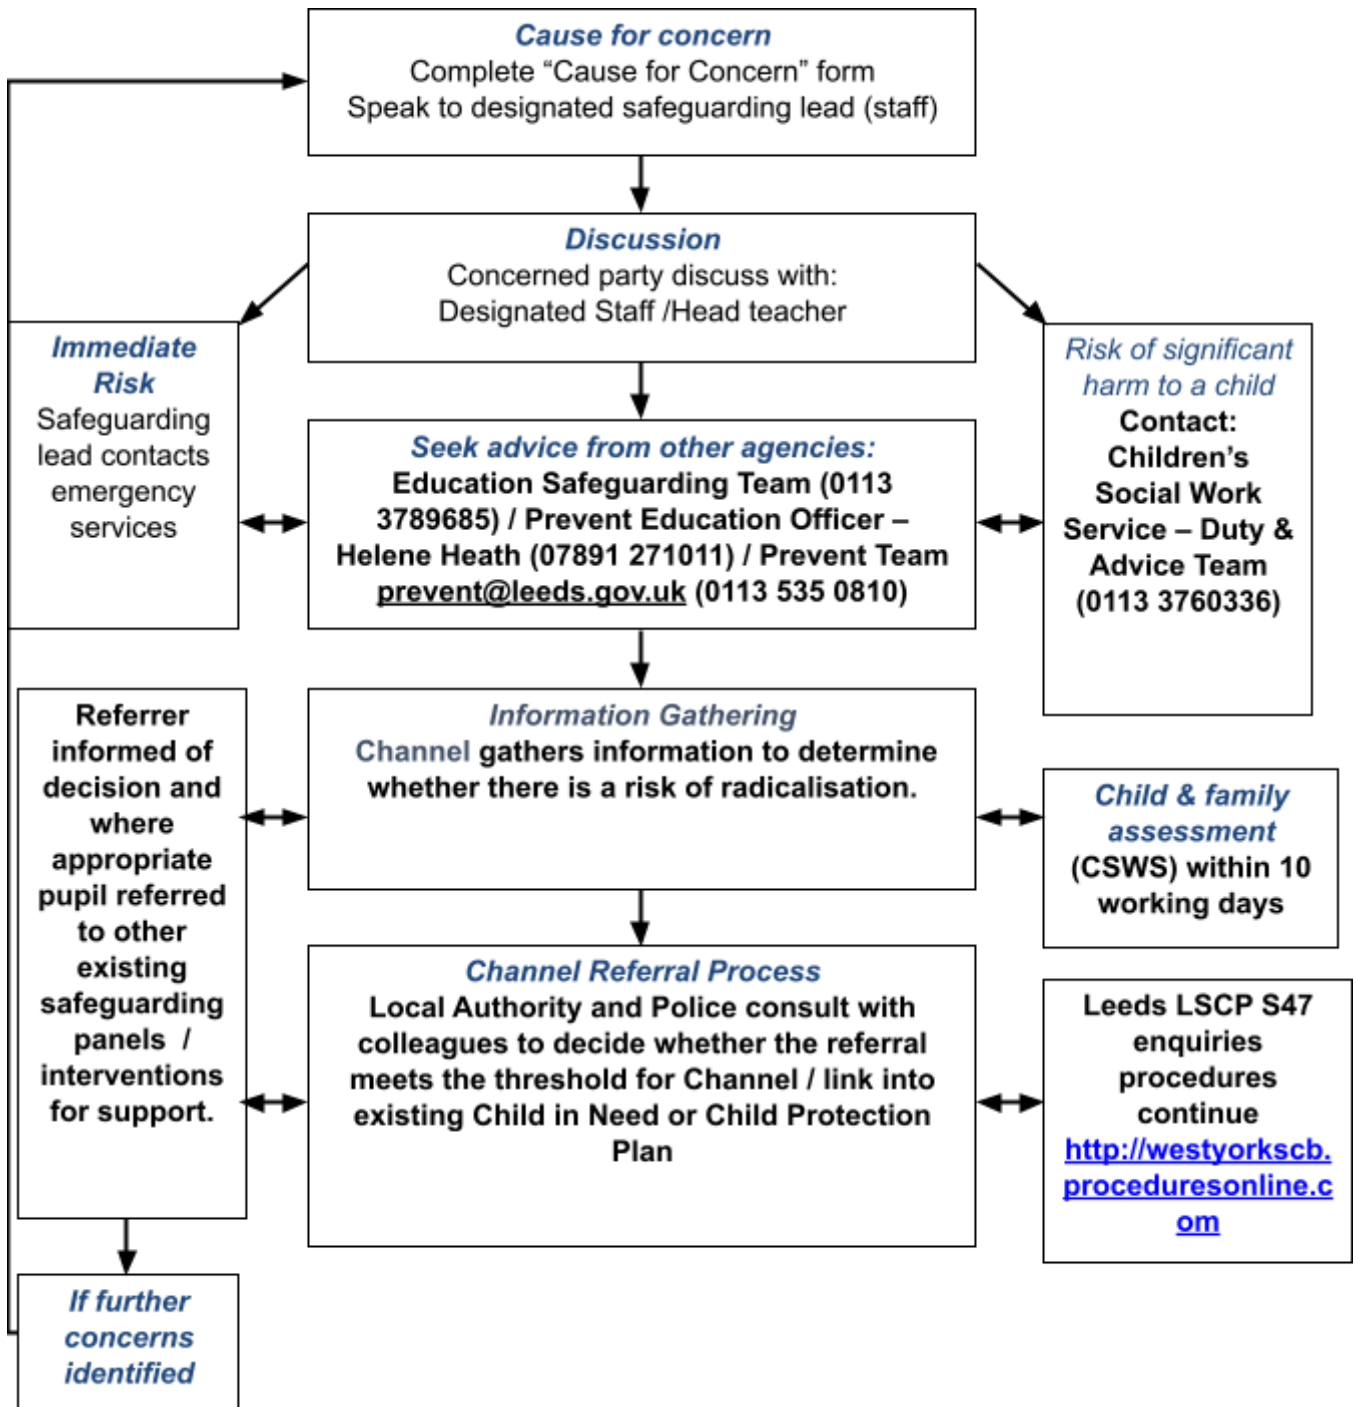 Cause for concern
Complete “Cause for Concern” form
Speak to designated safeguarding lead (staff)
Discussion
Concerned party discuss with:
Designated Staff /Head teacher
Immediate
Risk
Safeguarding
lead contacts
emergency
services
Seek advice from other agencies:
Education Safeguarding Team (0113
3789685) / Prevent Education Officer –
Helene Heath (07891 271011) / Prevent Team
prevent@leeds.gov.uk (0113 535 0810)
Risk of significant
harm to a child
Contact:
Children’s
Social Work
Service – Duty &
Advice Team
(0113 3760336)
Referrer
informed of
decision and
where
appropriate
pupil referred
to other
existing
safeguarding
panels /
interventions
for support.
Information Gathering
Channel gathers information to determine
whether there is a risk of radicalisation.
Child & family
assessment
(CSWS) within 10
working days
Channel Referral Process
Local Authority and Police consult with
colleagues to decide whether the referral
meets the threshold for Channel / link into
existing Child in Need or Child Protection
Plan
Leeds LSCP S47
enquiries
procedures
continue
http://westyorkscb.
proceduresonline.c
om
If further
concerns
identified